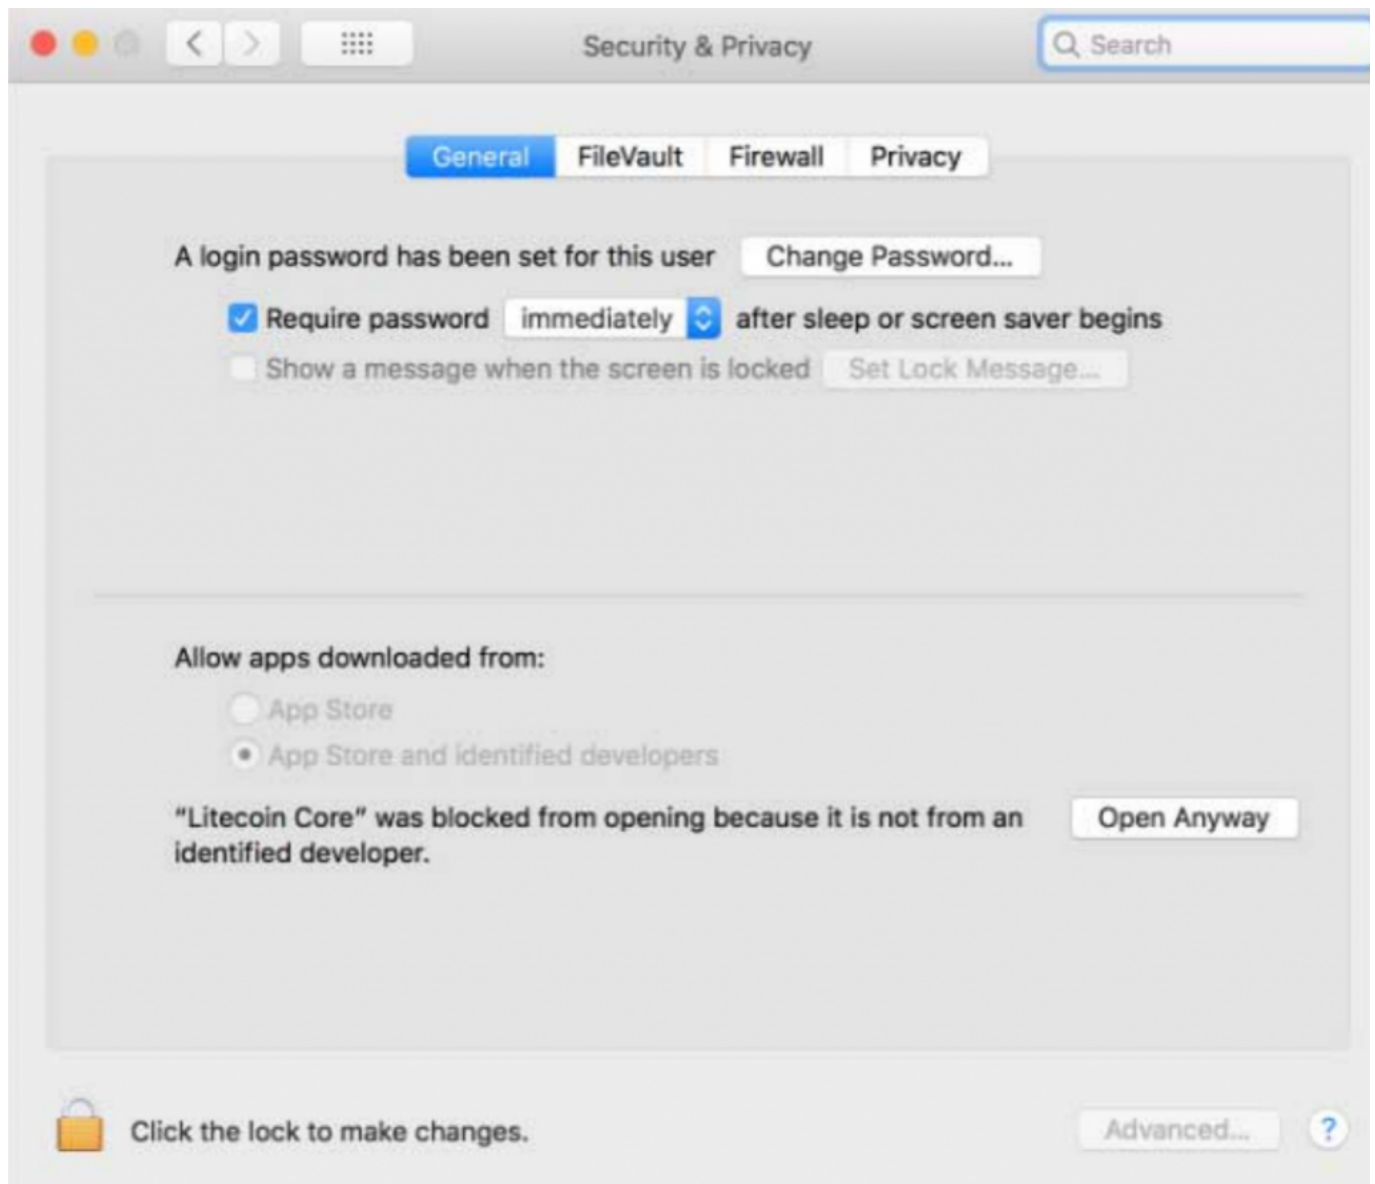 Security & Privacy
Search
General FileVault Firewall Privacy
A login password has been set for this user Change Password...
Require password immediately after sleep or screen saver begins
Show a message when the screen is locked Set Lock Message...
Allow apps downloaded from:
App Store
App Store and identified developers
“Litecoin Core” was blocked from opening because it is not from an Open Anyway
identified developer.
Click the lock to make changes. Advanced... ?